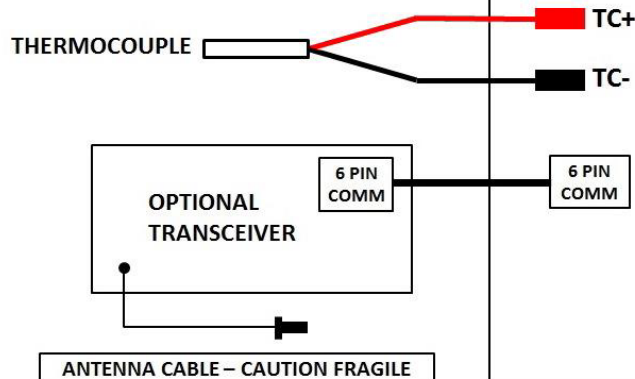 THERMOCOUPLE
TC+
TC-
6 PIN
COMM
6 PIN
COMM
OPTIONAL
TRANSCEIVER
ANTENNA CABLE – CAUTION FRAGILE